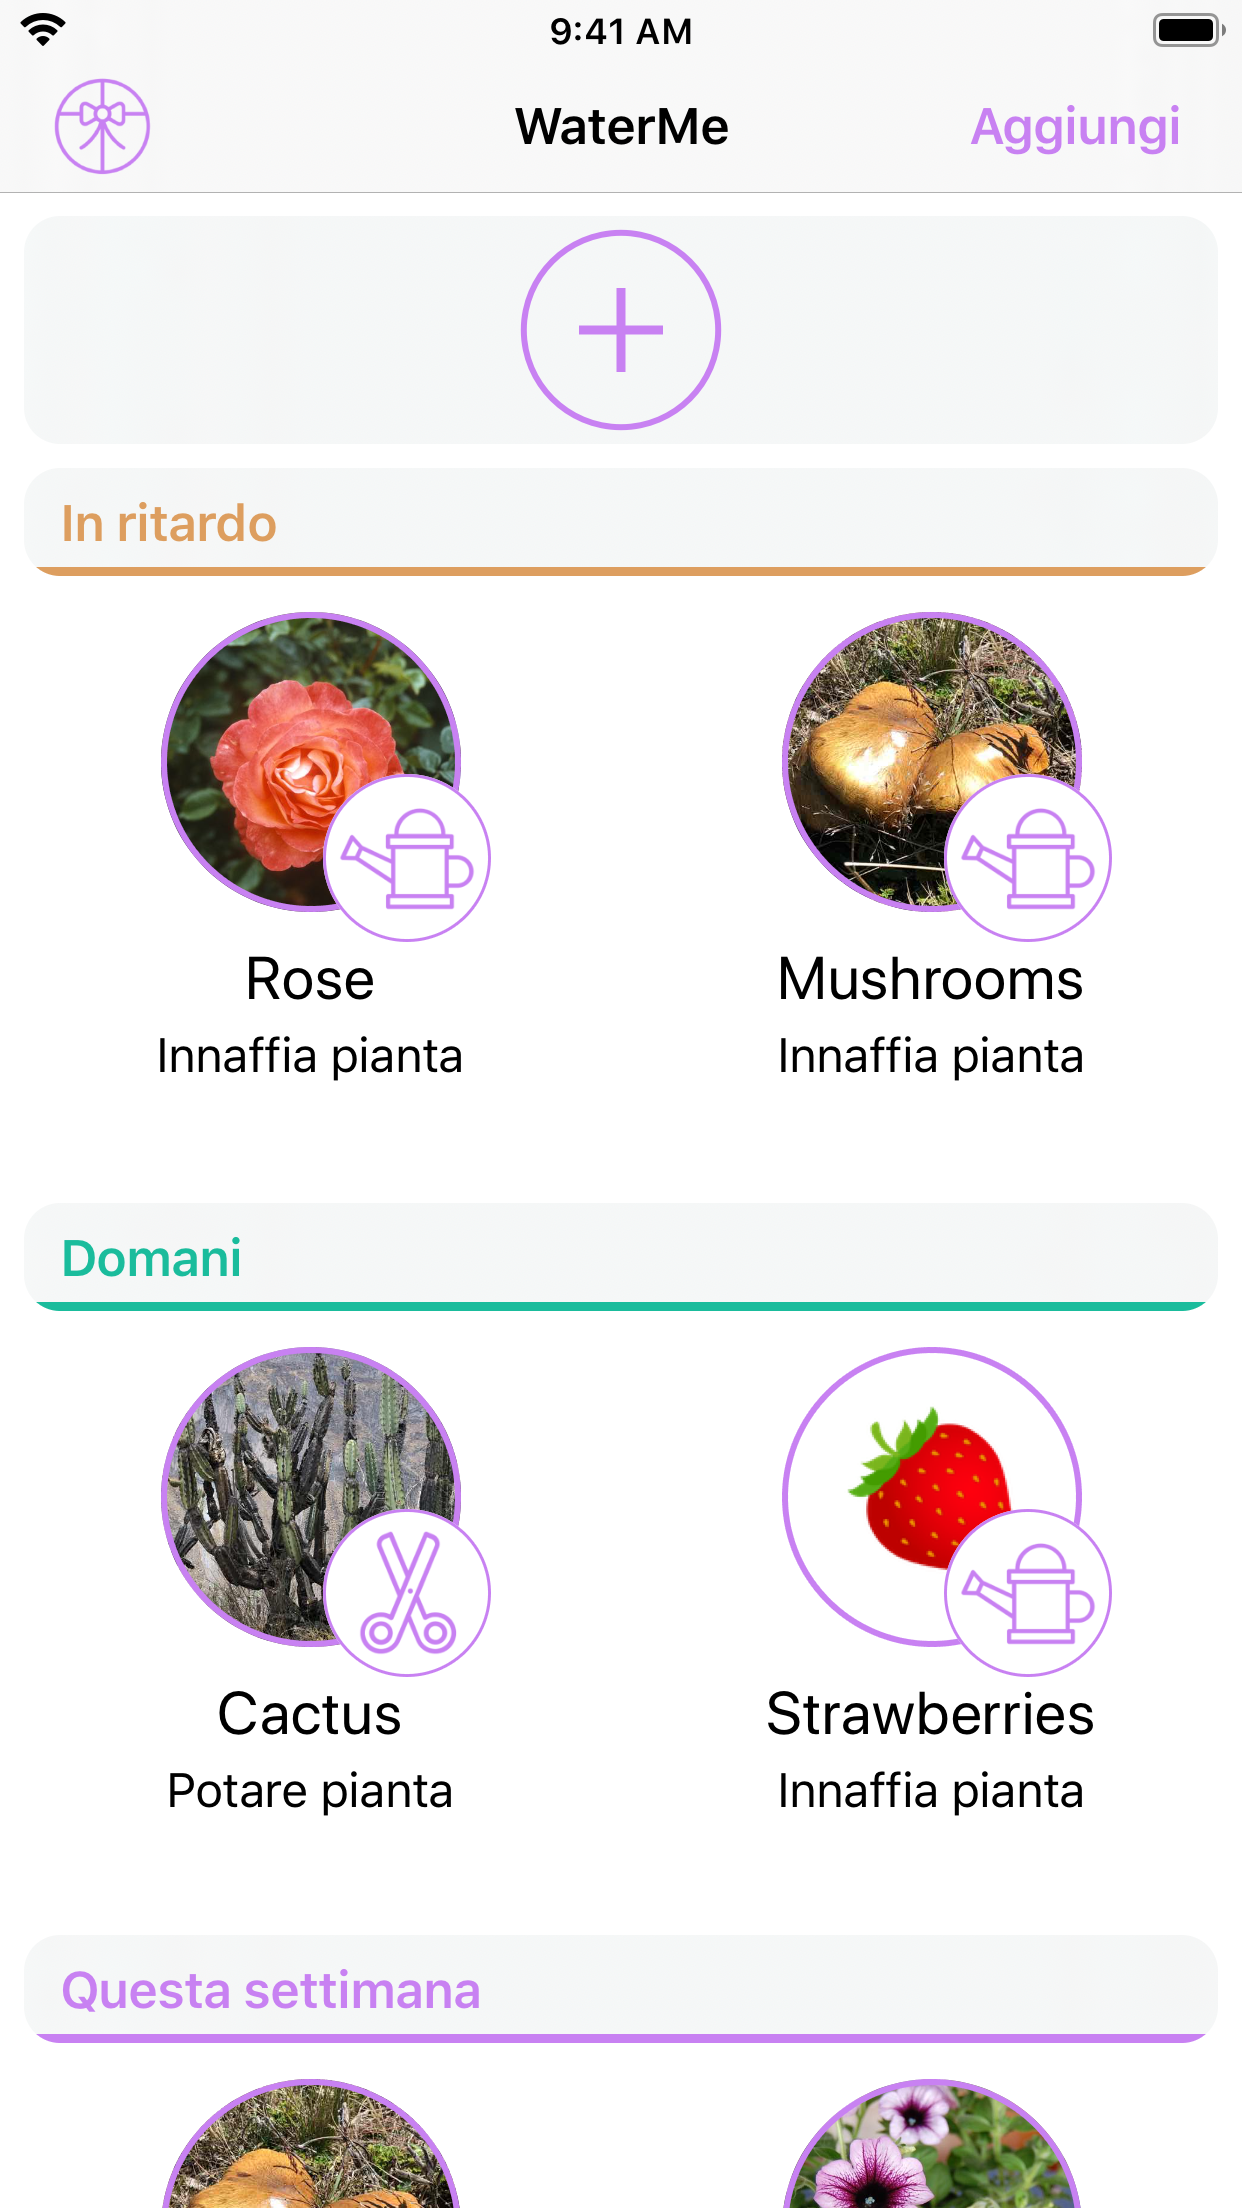 9:41 AM
WaterMe
Aggiungi
In ritardo
Rose
Mushrooms
Innaffia pianta
Innaffia pianta
Domani
Cactus
Strawberries
Potare pianta
Innaffia pianta
Questa settimana